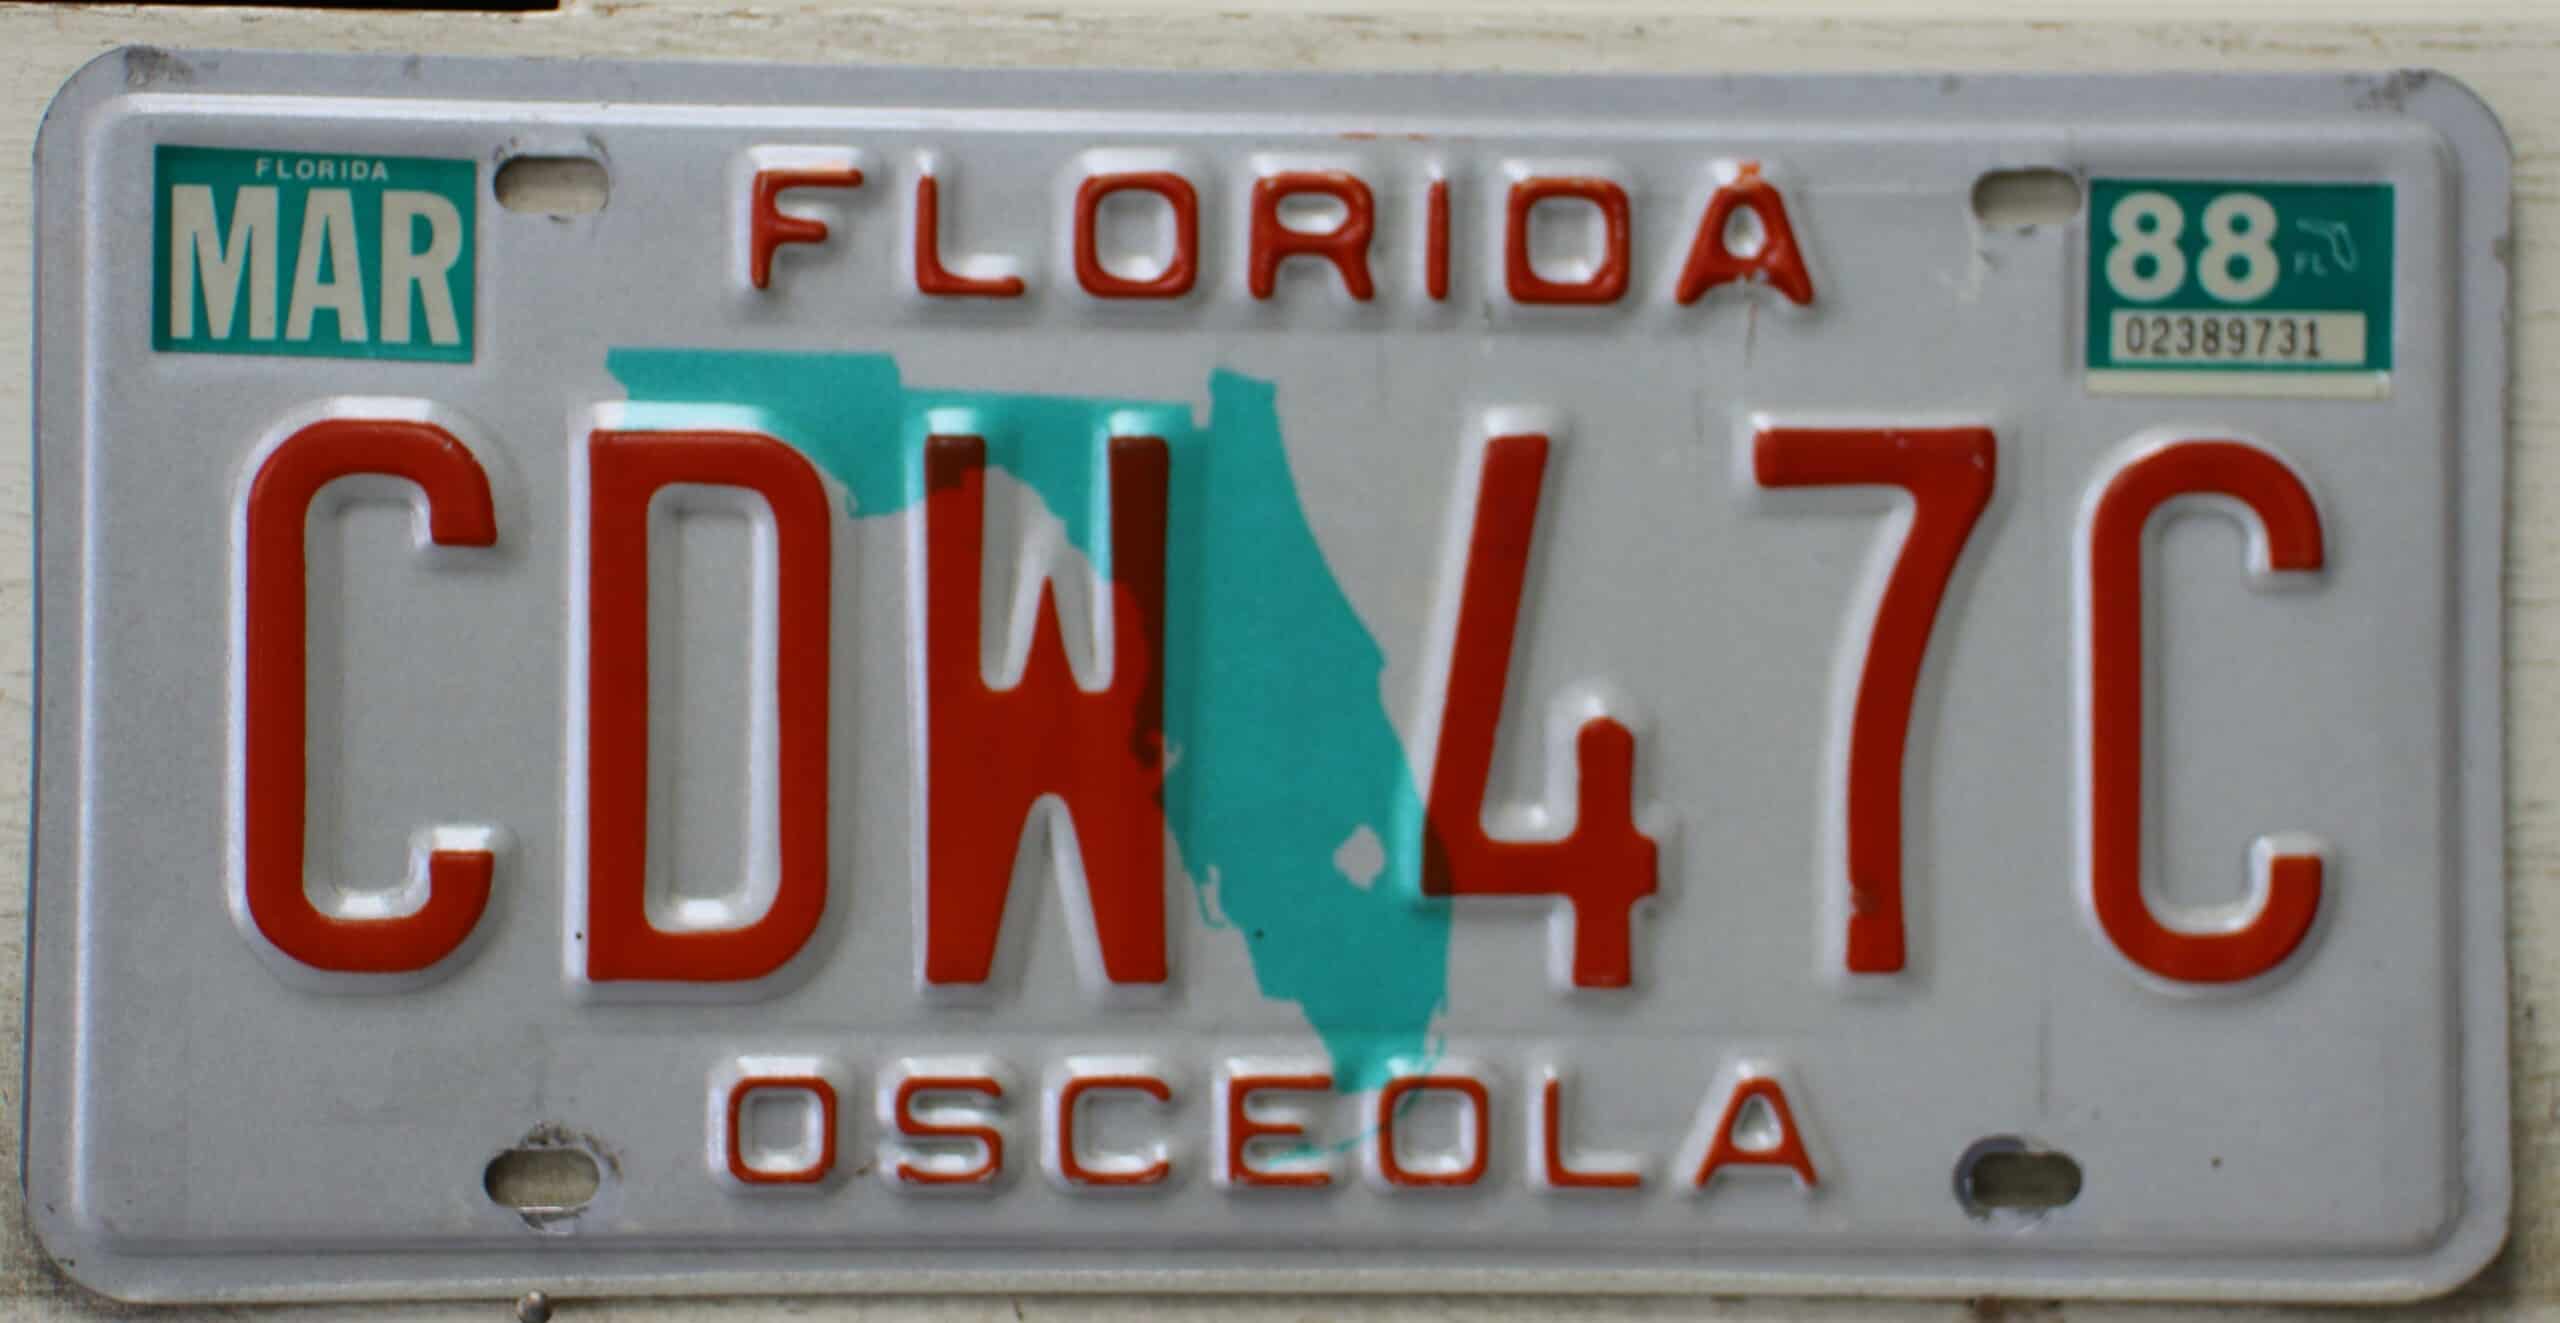 FLORIDA
MAR
FLORIDA
88 FL
02389731
CDW 47C
OSCEOLA